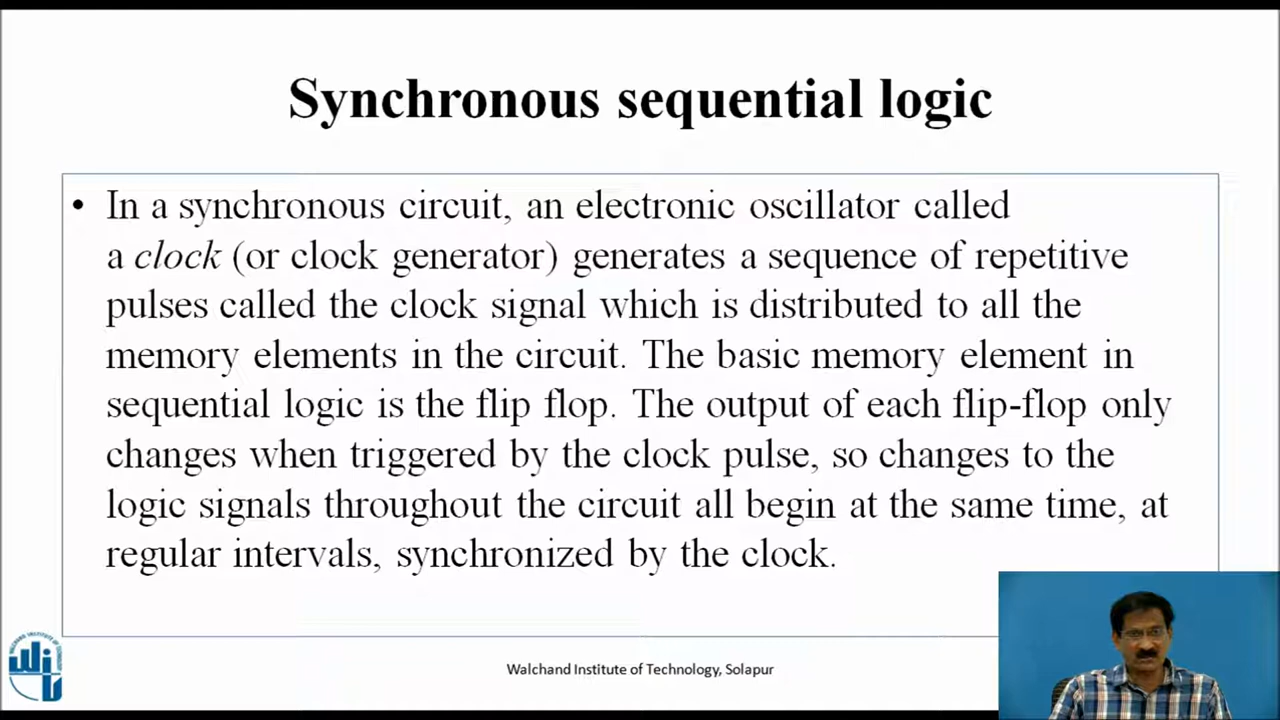 Synchronous sequential logic
• In a synchronous circuit, an electronic oscillator called
a clock (or clock generator) generates a sequence of repetitive
pulses called the clock signal which is distributed to all the
memory elements in the circuit. The basic memory element in
sequential logic is the flip flop. The output of each flip-flop only
changes when triggered by the clock pulse, so changes to the
logic signals throughout the circuit all begin at the same time, at
regular intervals, synchronized by the clock.
Walchand Institute of Technology, Solapur